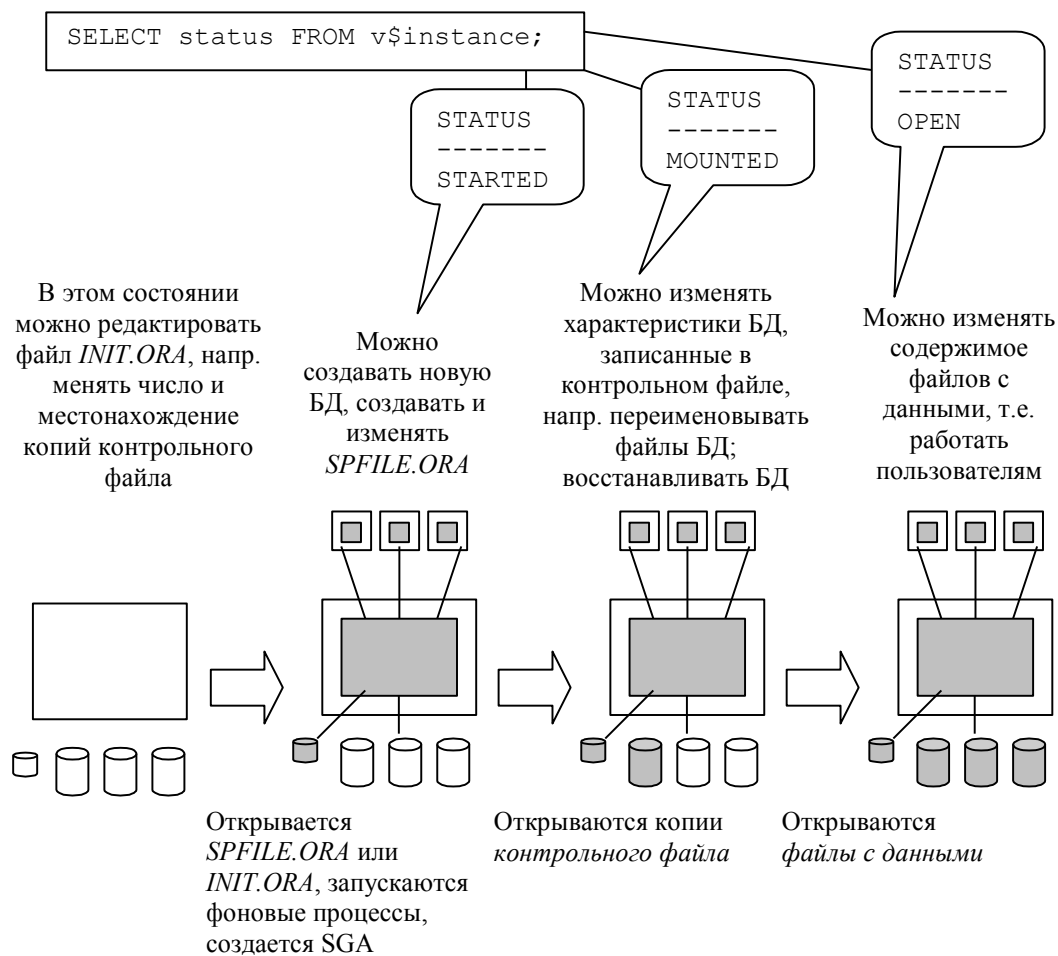 SELECT status FROM v$instance;
STATUS
-------
STARTED
STATUS
-------
MOUNTED
STATUS
-------
OPEN
В этом состоянии
можно редактировать
файл INIT.ORA, напр.
менять число и
местонахождение
копий контрольного
файла
Можно
создавать новую
БД, создавать и
изменять
SPFILE.ORA
Можно изменять
характеристики БД,
записанные в
контрольном файле,
напр. переименовывать
файлы БД;
восстанавливать БД
Можно изменять
содержимое
файлов с
данными, т.е.
работать
пользователям
Открывается
SPFILE.ORA или
INIT.ORA, запускаются
фоновые процессы,
создается SGA
Открываются копии
контрольного файла
Открываются
файлы с данными